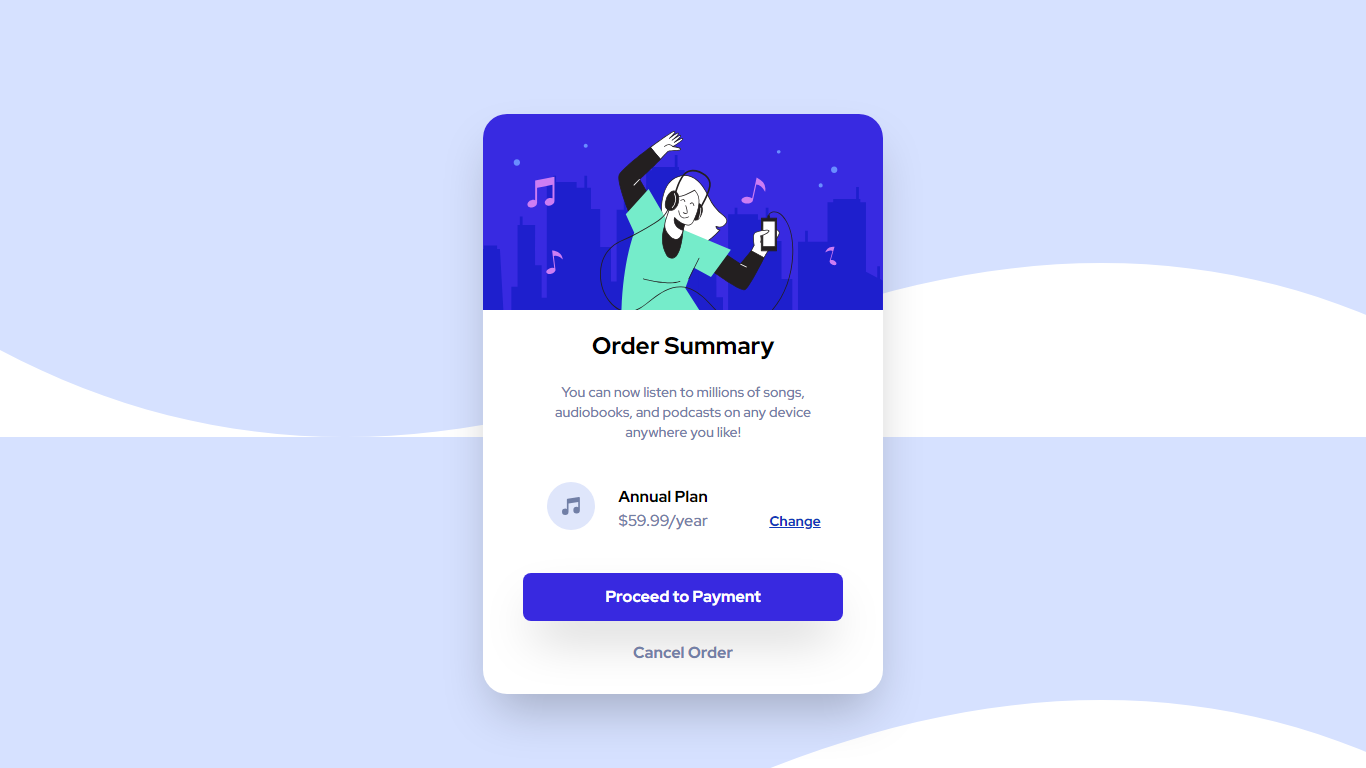 Order Summary
You can now listen to millions of songs,
audiobooks, and podcasts on any device
anywhere you like!
Annual Plan
$59.99/year
Change
Proceed to Payment
Cancel Order